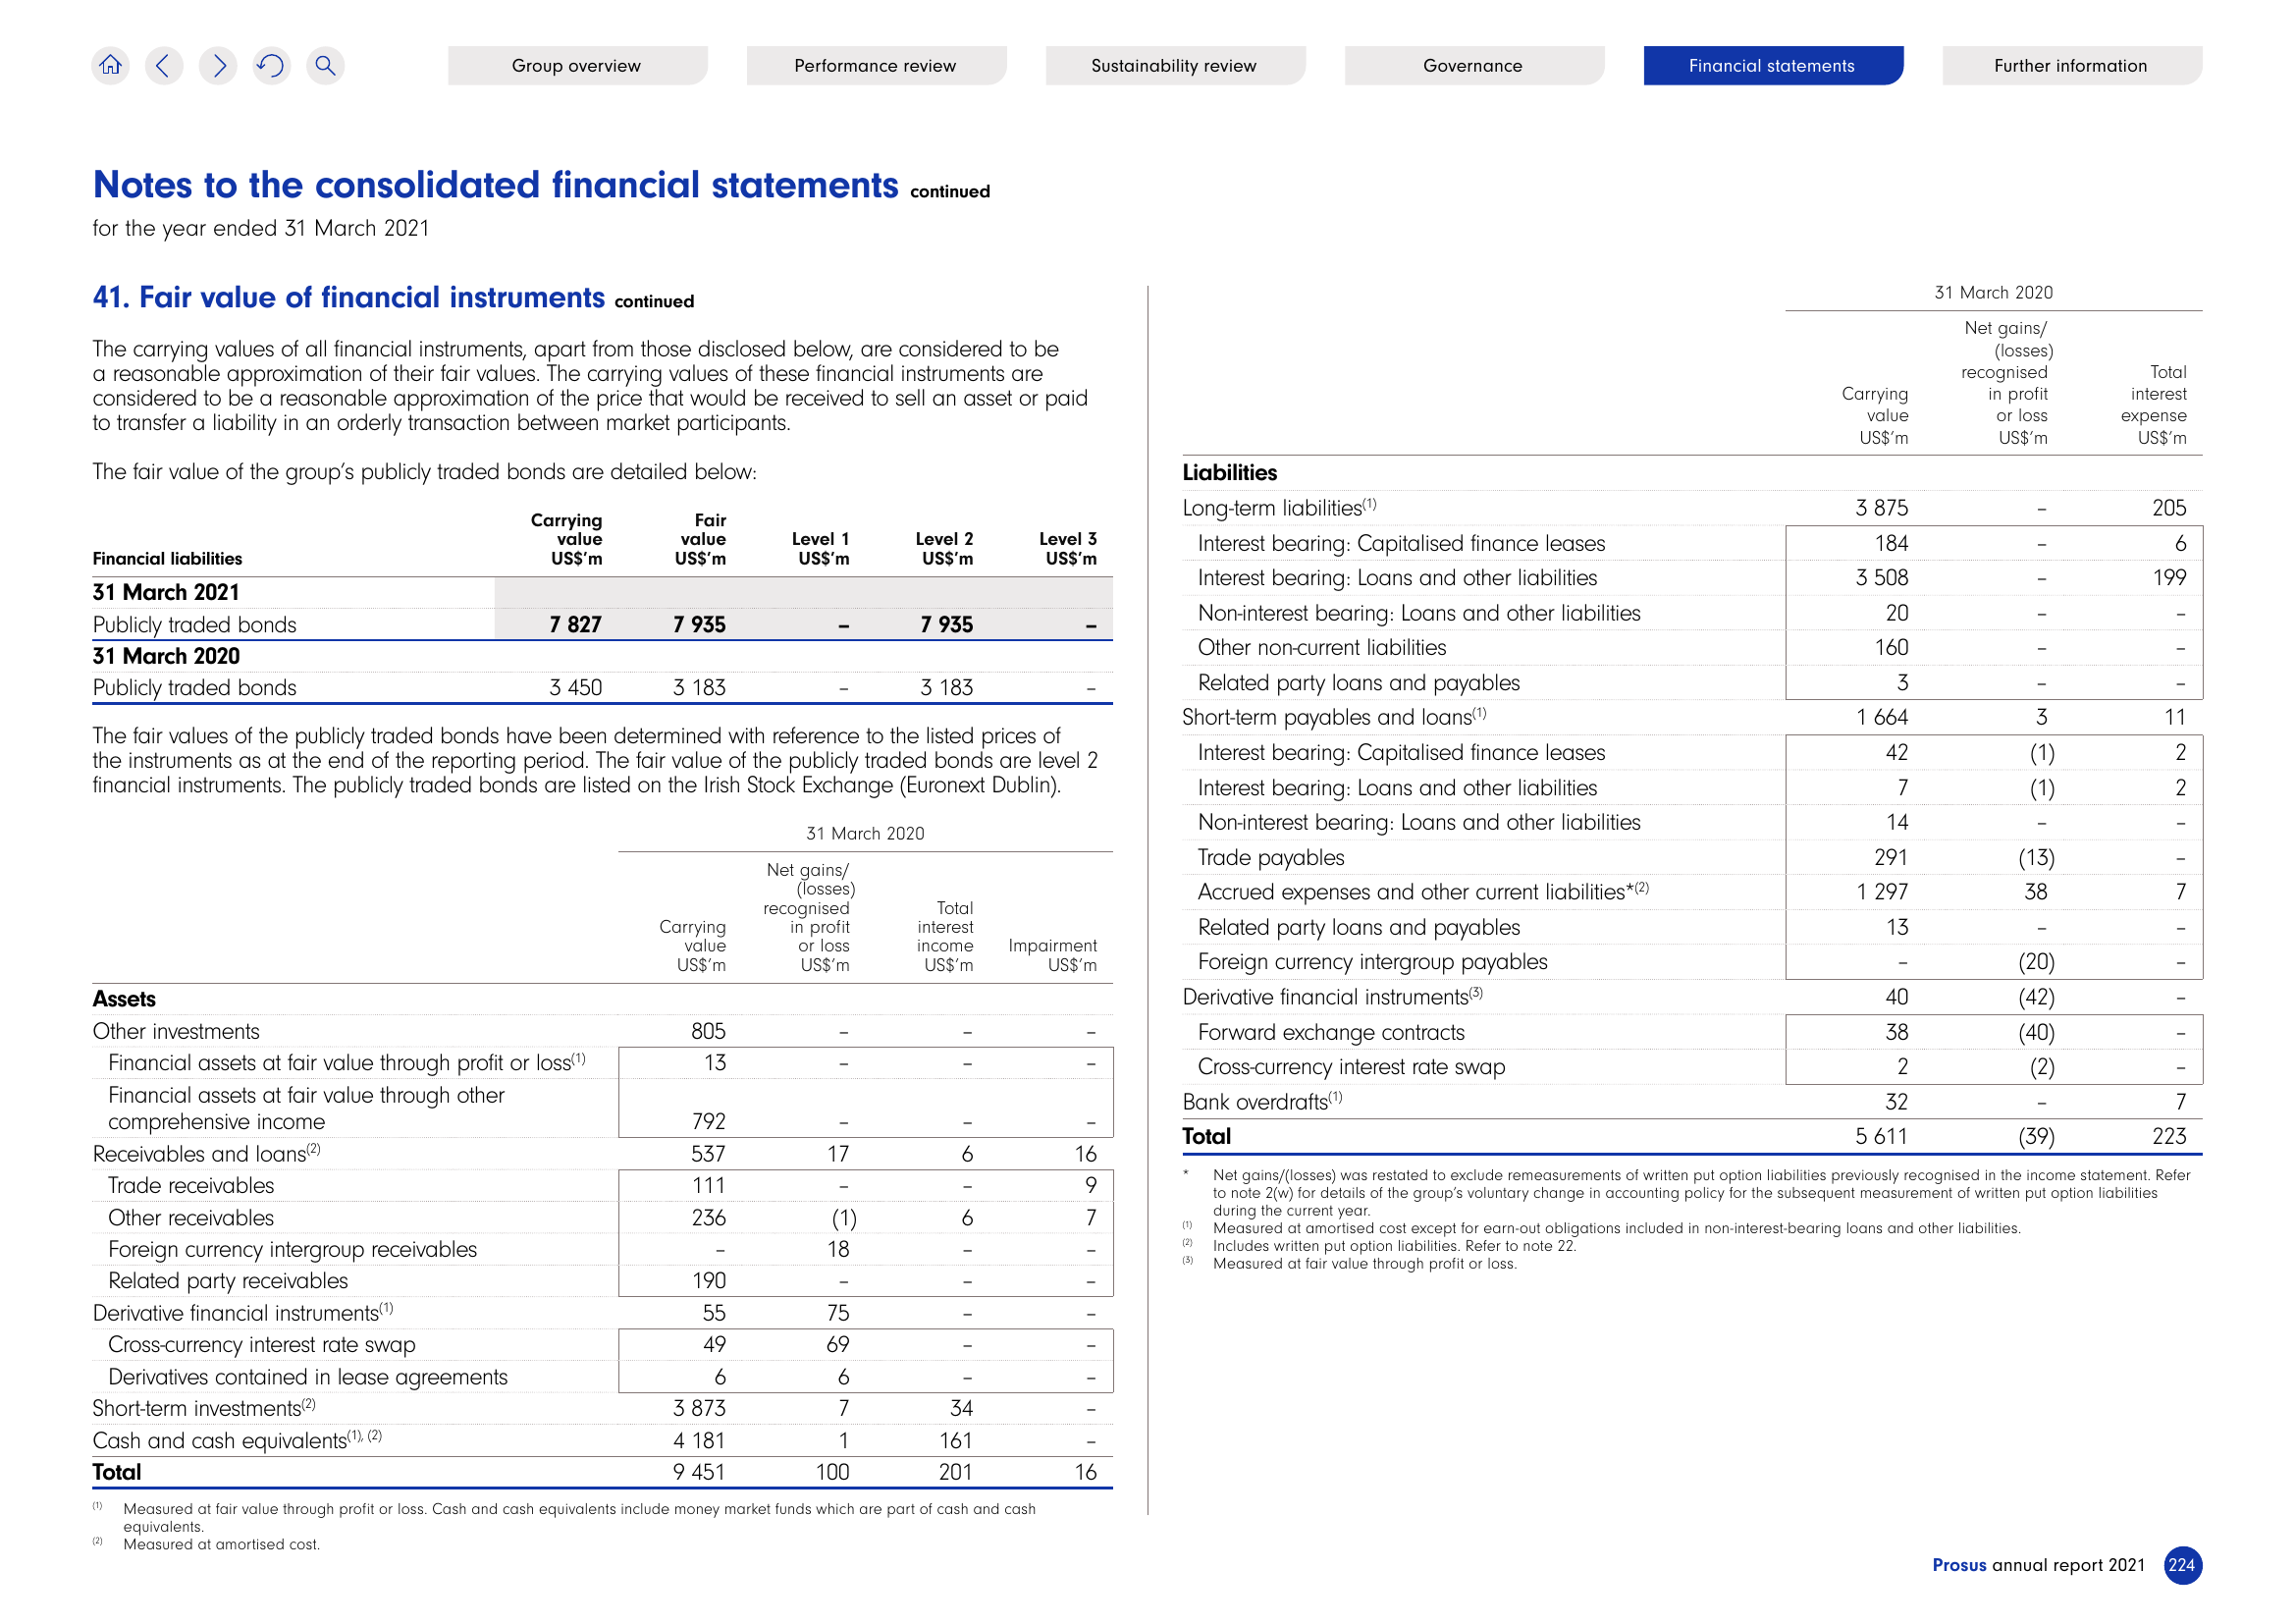 Group overview
Performance review
Sustainability review
Governance
Financial statements
Further information
Notes to the consolidated financial statements continued
for the year ended 31 March 2021
41. Fair value of financial instruments continued
The carrying values of all financial instruments, apart from those disclosed below, are considered to be
a reasonable approximation of their fair values. The carrying values of these financial instruments are
considered to be a reasonable approximation of the price that would be received to sell an asset or paid
to transfer a liability in an orderly transaction between market participants.
The fair value of the group's publicly traded bonds are detailed below:
Carrying Fair
value value Level 1 Level 2 Level 3
Financial liabilities US$'m US$'m US$'m US$'m US$'m
31 March 2021
Publicly traded bonds 7 827 7 935 – 7 935 –
31 March 2020
Publicly traded bonds 3 450 3 183 – 3 183 –
The fair values of the publicly traded bonds have been determined with reference to the listed prices of
the instruments as at the end of the reporting period. The fair value of the publicly traded bonds are level 2
financial instruments. The publicly traded bonds are listed on the Irish Stock Exchange (Euronext Dublin).
31 March 2020
Net gains/
(losses)
recognised Total
Carrying in profit interest
value or loss income Impairment
US$'m US$'m US$'m US$'m
Assets
Other investments 805 – – –
Financial assets at fair value through profit or loss(1) 13 – – –
Financial assets at fair value through other
comprehensive income 792 – – –
Receivables and loans(2) 537 17 6 16
Trade receivables 111 – – 9
Other receivables 236 (1) 6 7
Foreign currency intergroup receivables – 18 – –
Related party receivables 190 – – –
Derivative financial instruments(1) 55 75 – –
Cross-currency interest rate swap 49 69 – –
Derivatives contained in lease agreements 6 6 – –
Short-term investments(2) 3 873 7 34 –
Cash and cash equivalents(1), (2) 4 181 1 161 –
Total 9 451 100 201 16
(1) Measured at fair value through profit or loss. Cash and cash equivalents include money market funds which are part of cash and cash
equivalents.
(2) Measured at amortised cost.
31 March 2020
Net gains/
(losses)
recognised Total
Carrying in profit interest
value or loss expense
US$'m US$'m US$'m
Liabilities
Long-term liabilities(1) 3 875 – 205
Interest bearing: Capitalised finance leases 184 – 6
Interest bearing: Loans and other liabilities 3 508 – 199
Non-interest bearing: Loans and other liabilities 20 – –
Other non-current liabilities 160 – –
Related party loans and payables 3 – –
Short-term payables and loans(1) 1 664 3 11
Interest bearing: Capitalised finance leases 42 (1) 2
Interest bearing: Loans and other liabilities 7 (1) 2
Non-interest bearing: Loans and other liabilities 14 – –
Trade payables 291 (13) –
Accrued expenses and other current liabilities*(2) 1 297 38 7
Related party loans and payables 13 – –
Foreign currency intergroup payables – (20) –
Derivative financial instruments(3) 40 (42) –
Forward exchange contracts 38 (40) –
Cross-currency interest rate swap 2 (2) –
Bank overdrafts(1) 32 – 7
Total 5 611 (39) 223
* Net gains/(losses) was restated to exclude remeasurements of written put option liabilities previously recognised in the income statement. Refer
to note 2(w) for details of the group's voluntary change in accounting policy for the subsequent measurement of written put option liabilities
during the current year.
(1) Measured at amortised cost except for earn-out obligations included in non-interest-bearing loans and other liabilities.
(2) Includes written put option liabilities. Refer to note 22.
(3) Measured at fair value through profit or loss.
Prosus annual report 2021 224